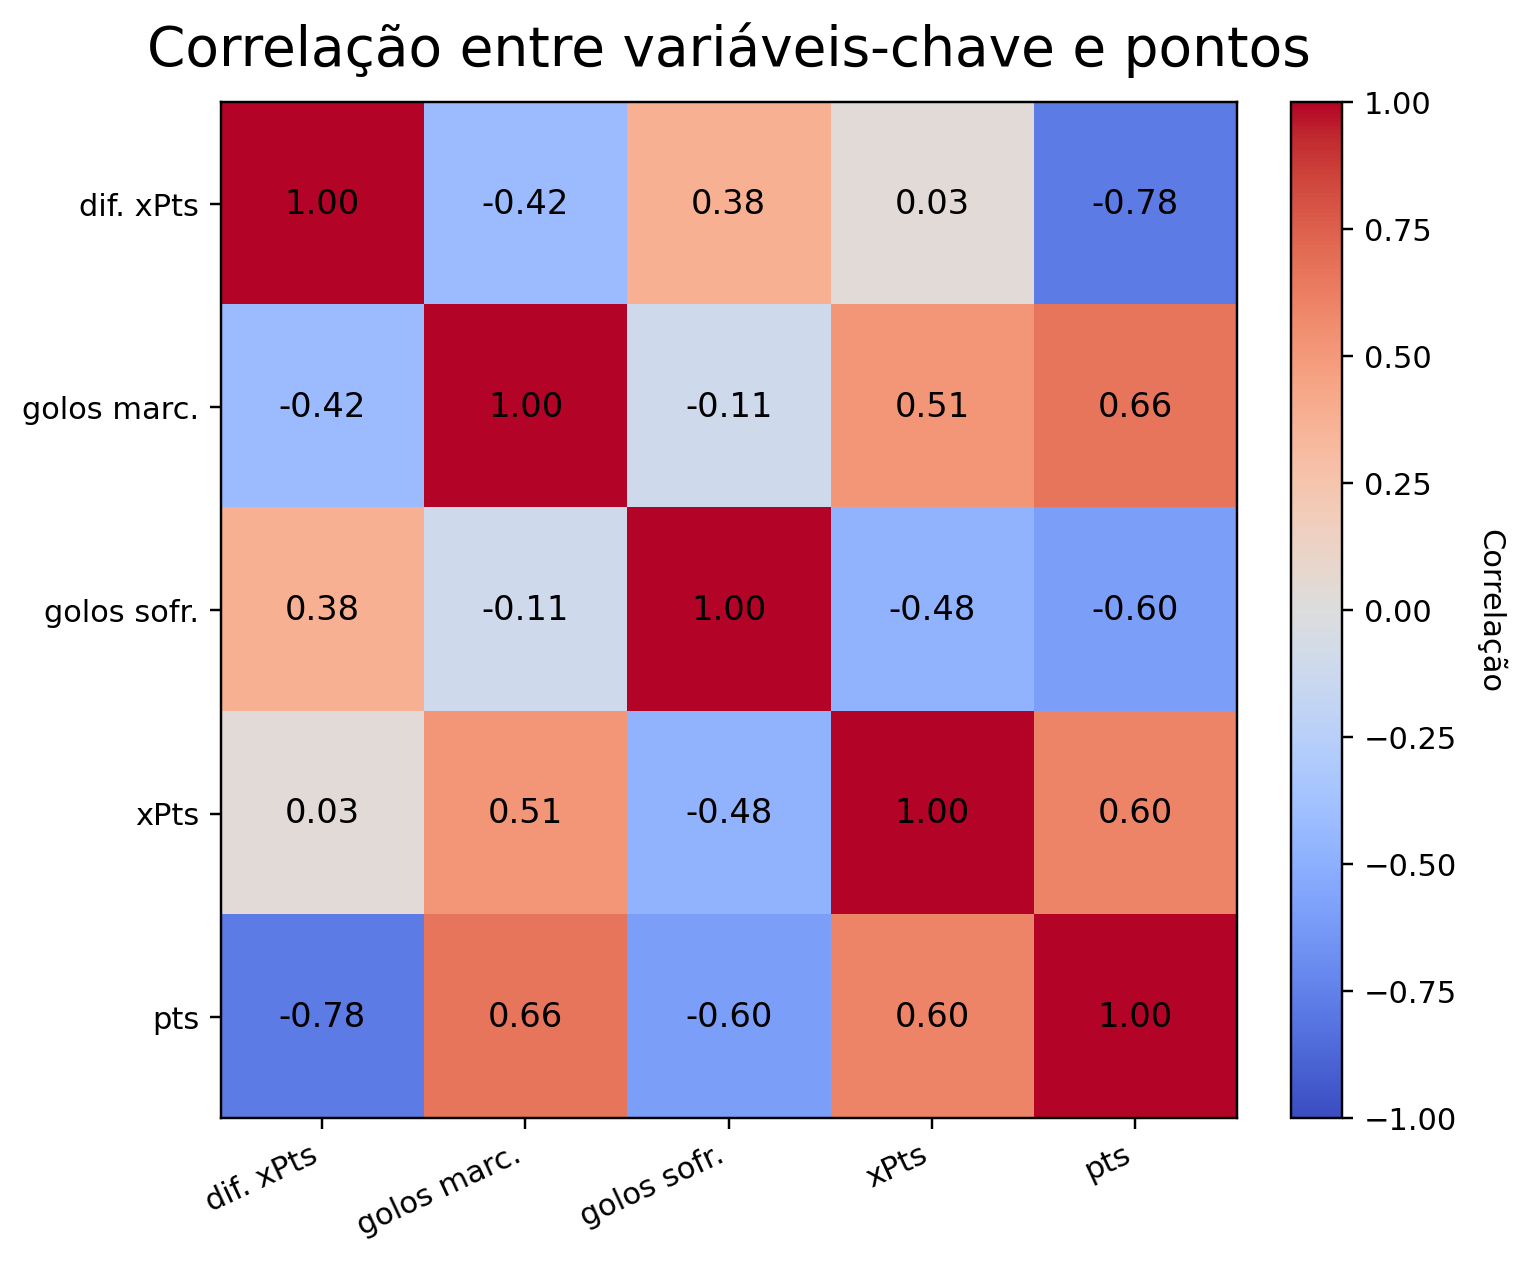 Correlação entre variáveis-chave e pontos
dif. xPts 1.00 -0.42 0.38 0.03 -0.78
golos marc. -0.42 1.00 -0.11 0.51 0.66
golos sofr. 0.38 -0.11 1.00 -0.48 -0.60
xPts 0.03 0.51 -0.48 1.00 0.60
pts -0.78 0.66 -0.60 0.60 1.00
dif. xPts golos marc. golos sofr. xPts pts
1.00
0.75
0.50
0.25
0.00
−0.25
−0.50
−0.75
−1.00
Correlação